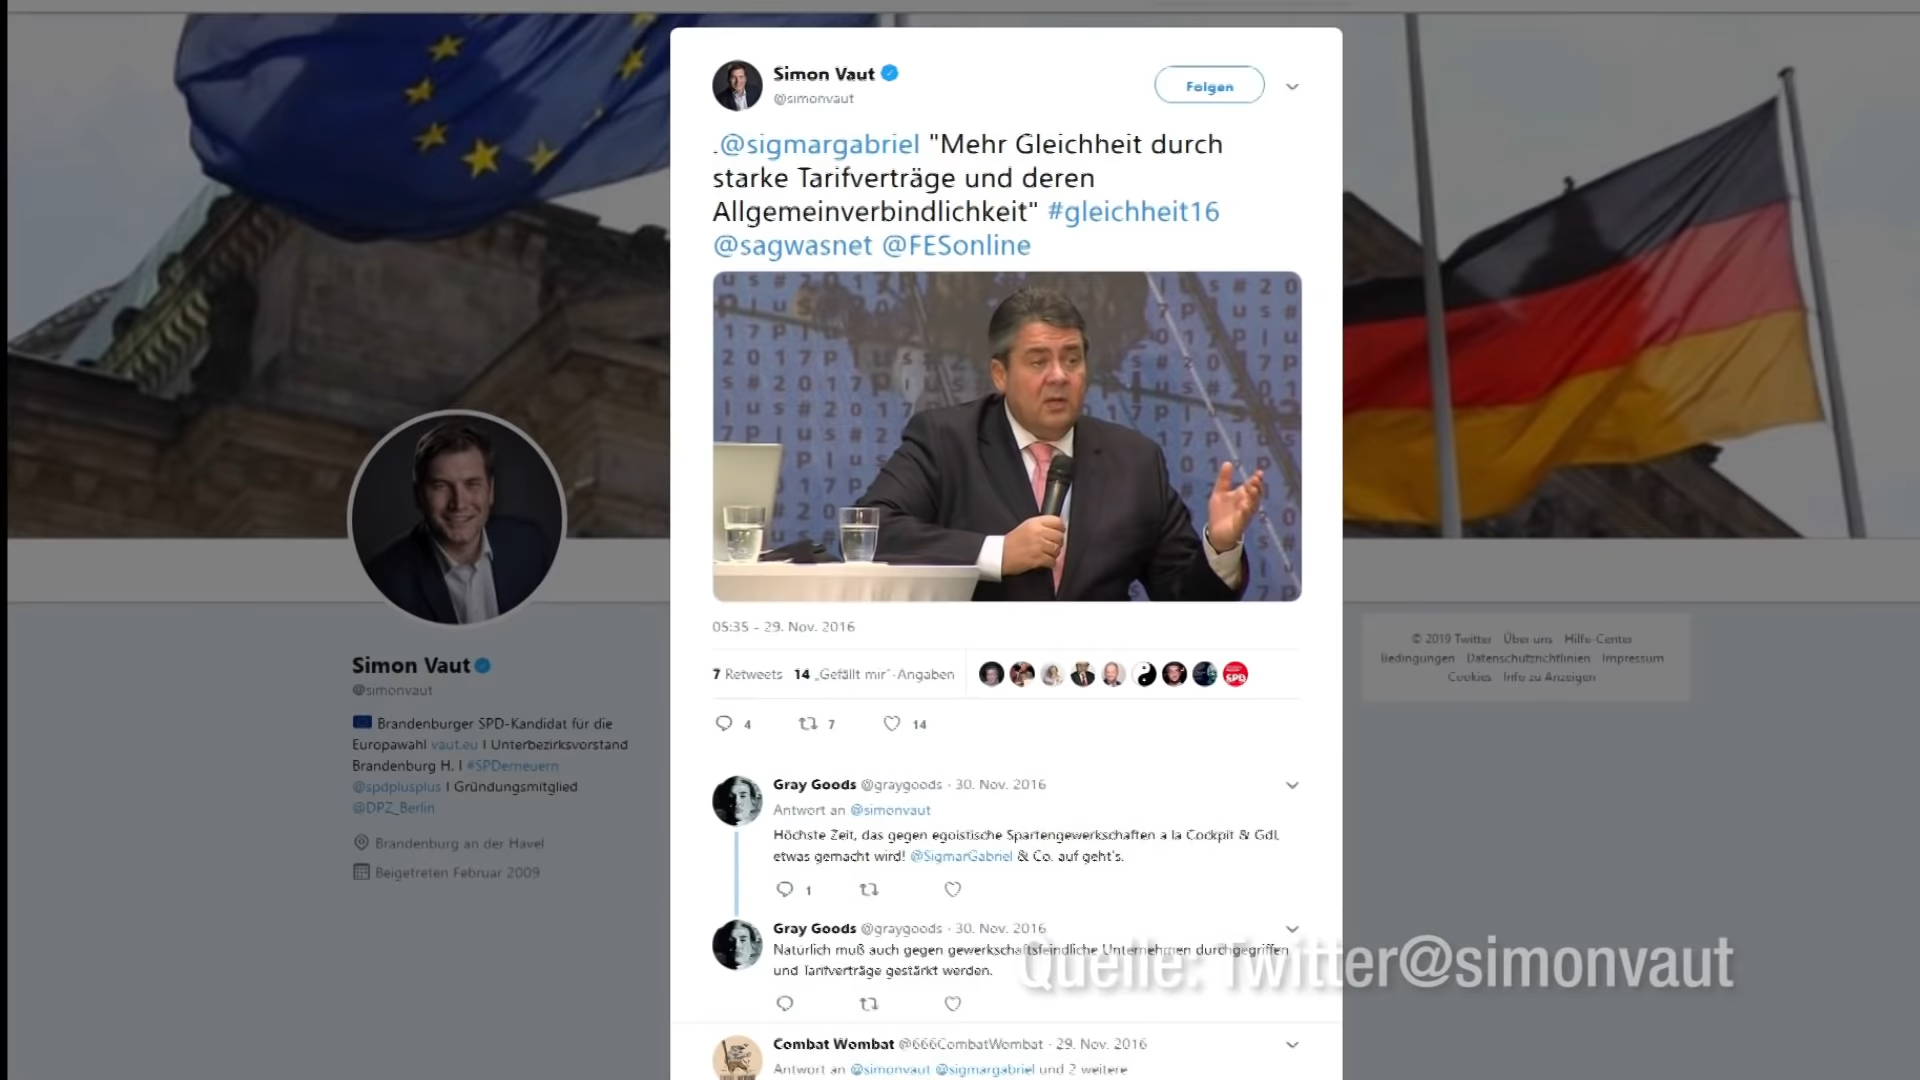 Simon Vaut
@simonvaut
Folgen
.@sigmargabriel "Mehr Gleichheit durch
starke Tarifverträge und deren
Allgemeinverbindlichkeit" #gleichheit16
@sagwasnet @FESonline
05:35 - 29. Nov. 2016
7 Retweets 14 „Gefällt mir“-Angaben
SPD
4 7 14
Gray Goods @graygoods · 30. Nov. 2016
Antwort an @simonvaut
Höchste Zeit, das gegen egoistische Spartengewerkschaften a la Cockpit & GdL
etwas gemacht wird! @SigmarGabriel & Co. auf geht's.
1
Gray Goods @graygoods · 30. Nov. 2016
Natürlich muß auch gegen gewerkschaftsfeindliche Unternehmen durchgegriffen
und Tarifverträge gestärkt werden.
Combat Wombat @666CombatWombat · 29. Nov. 2016
Antwort an @simonvaut @sigmargabriel und 2 weitere
Simon Vaut
@simonvaut
Brandenburger SPD-Kandidat für die
Europawahl vaut.eu I Unterbezirksvorstand
Brandenburg H. I #SPDerneuern
@spdplusplus I Gründungsmitglied
@DPZ_Berlin
Brandenburg an der Havel
Beigetreten Februar 2009
© 2019 Twitter Über uns Hilfe-Center
Bedingungen Datenschutzrichtlinien Impressum
Cookies Info zu Anzeigen
Quelle: Twitter@simonvaut